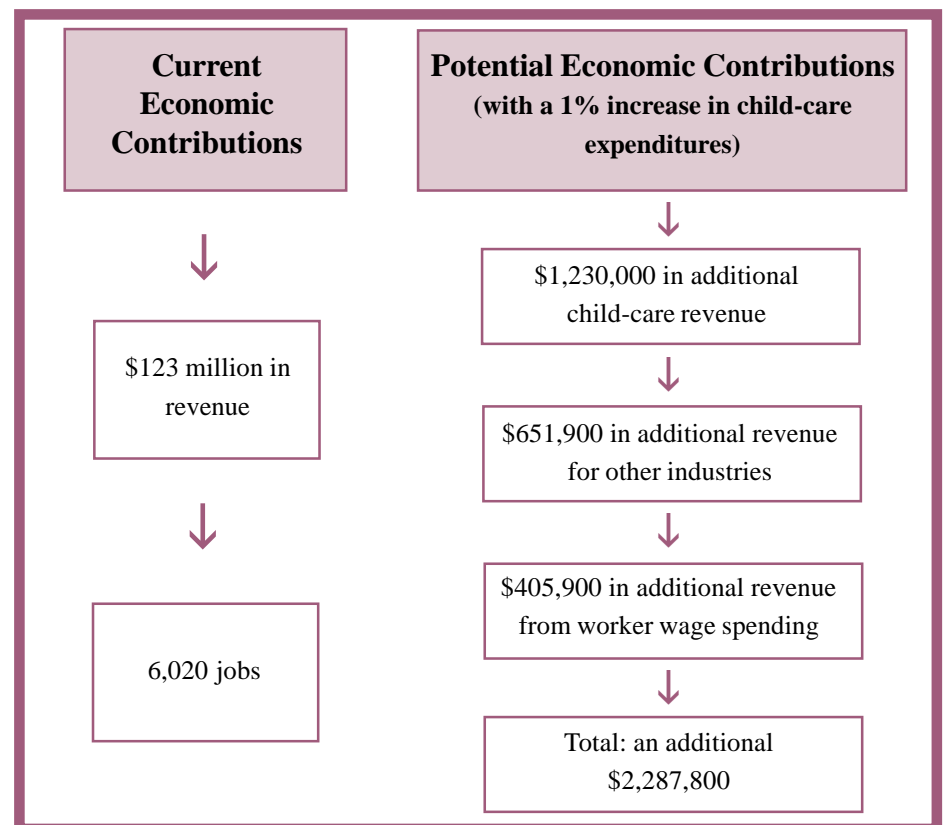 Current
Economic
Contributions
$123 million in
revenue
6,020 jobs
Potential Economic Contributions
(with a 1% increase in child-care
expenditures)
$1,230,000 in additional
child-care revenue
$651,900 in additional revenue
for other industries
$405,900 in additional revenue
from worker wage spending
Total: an additional
$2,287,800